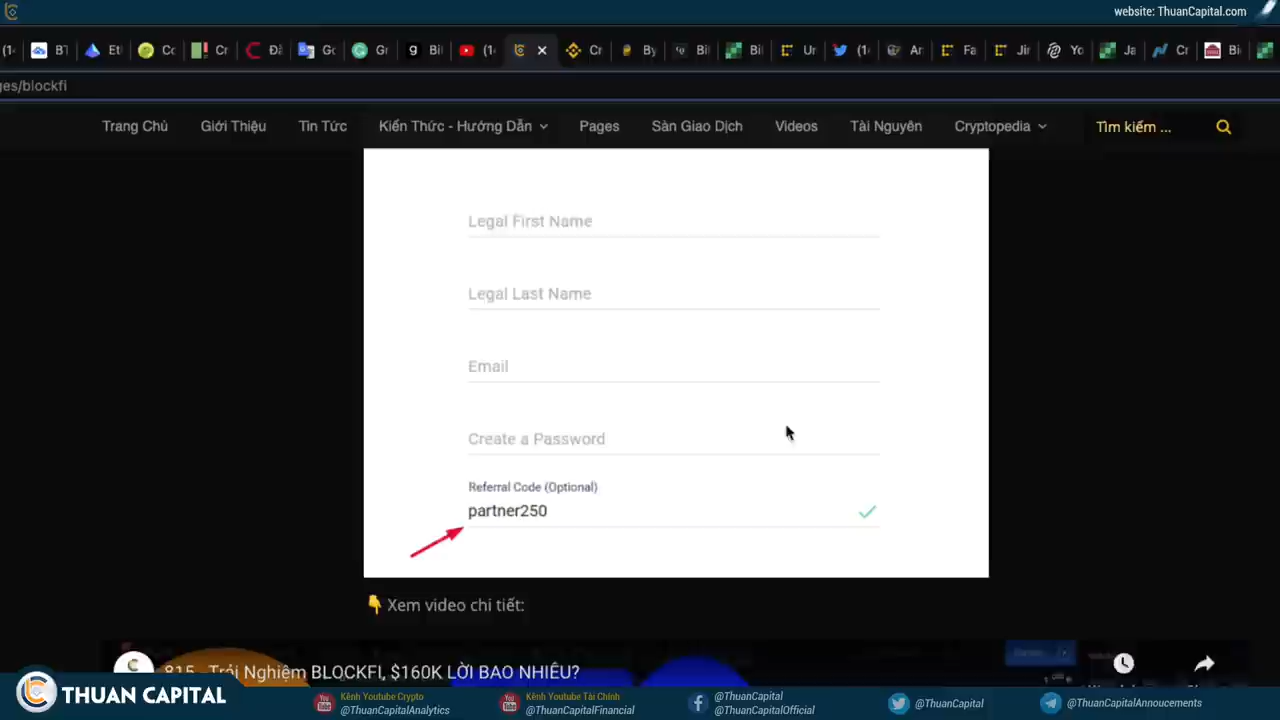 website: ThuanCapital.com
ges/blockfi
Trang Chủ
Giới Thiệu
Tin Tức
Kiến Thức - Hướng Dẫn
Pages
Sàn Giao Dịch
Videos
Tài Nguyên
Cryptopedia
Tìm kiếm ...
Legal First Name
Legal Last Name
Email
Create a Password
Referral Code (Optional)
partner250
Xem video chi tiết:
815 - Trải Nghiệm BLOCKFI, $160K LỜI BAO NHIÊU?
THUAN CAPITAL
Kênh Youtube Crypto
@ThuanCapitalAnalytics
Kênh Youtube Tài Chính
@ThuanCapitalFinancial
@ThuanCapital
@ThuanCapitalOfficial
@ThuanCapital
@ThuanCapitalAnnoucements